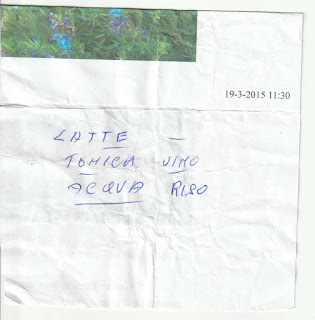 19-3-2015 11:30
LATTE -
TONICA VINO
ACQUA RISO